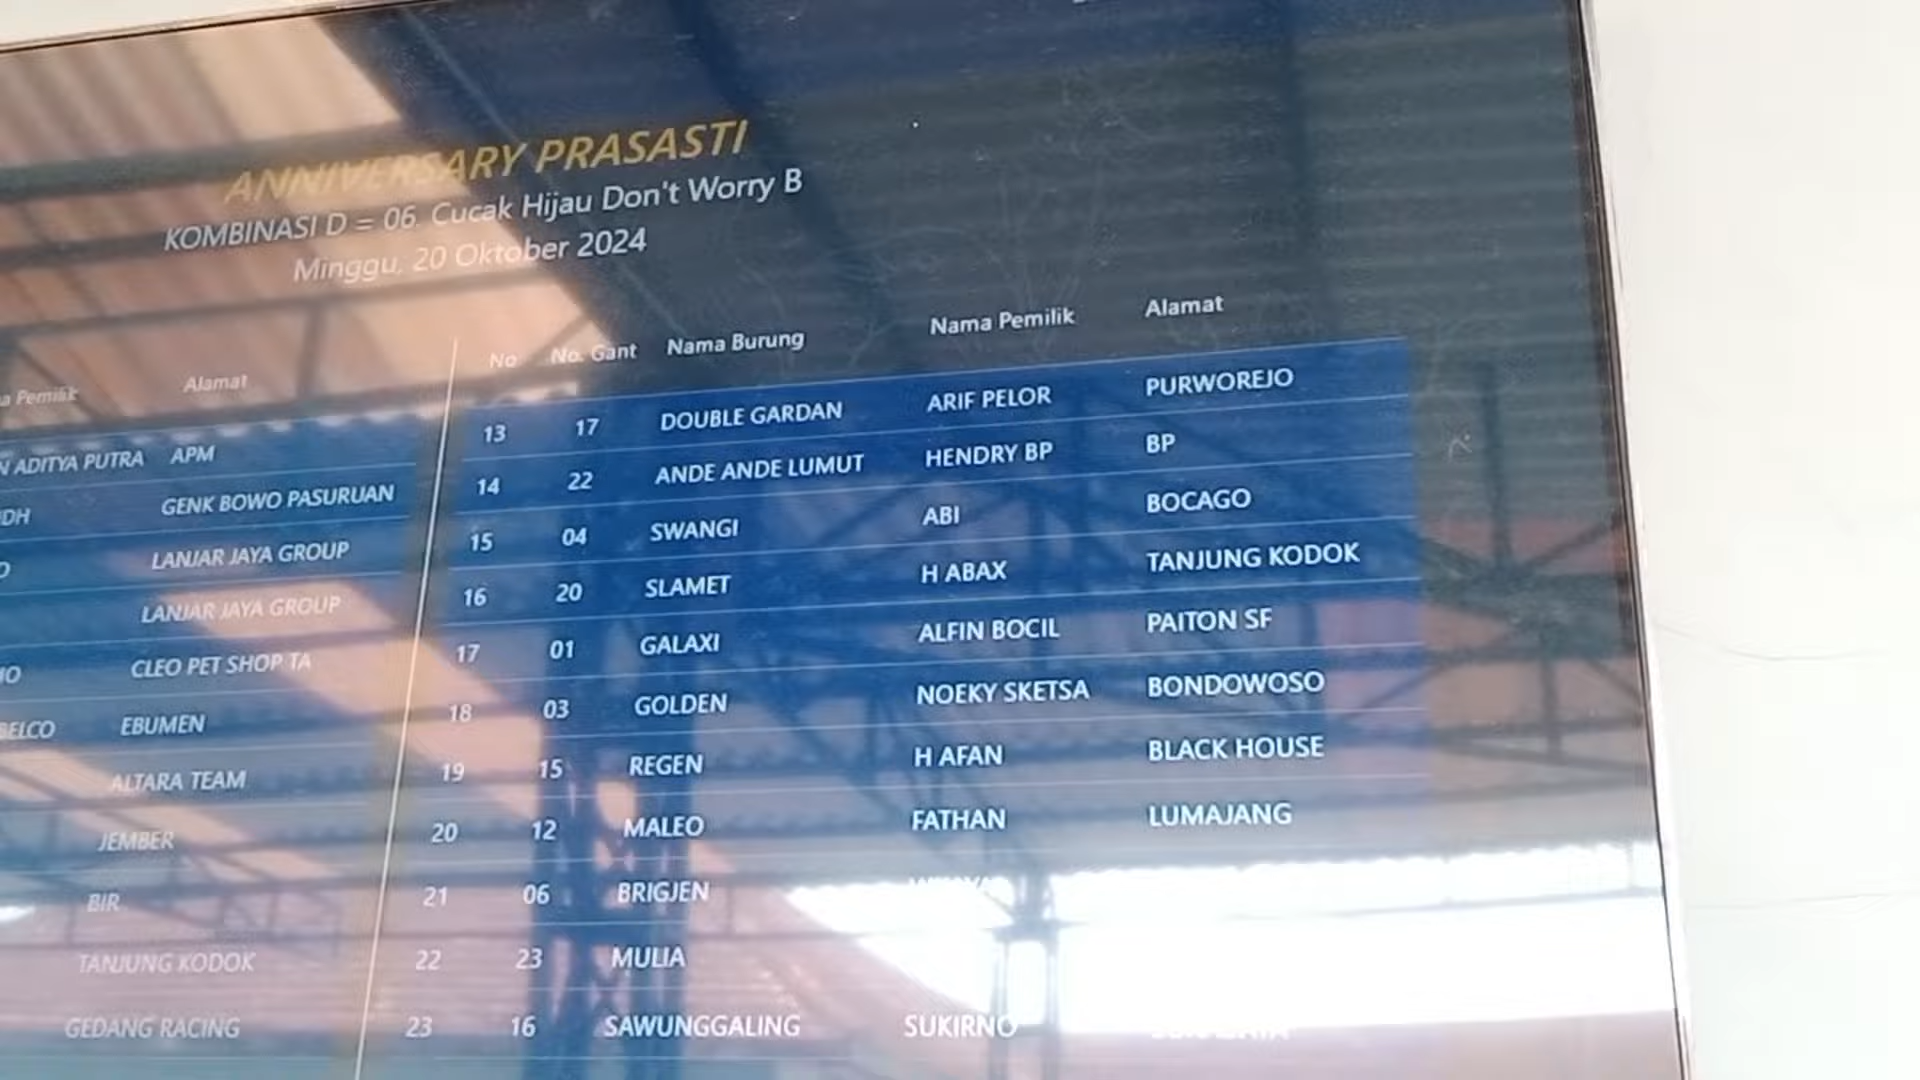 ANNIVERSARY PRASASTI
KOMBINASI D = 06. Cucak Hijau Don't Worry B
Minggu, 20 Oktober 2024
a Pemilik Alamat No No. Gant Nama Burung Nama Pemilik Alamat
N ADITYA PUTRA APM 13 17 DOUBLE GARDAN ARIF PELOR PURWOREJO
DH GENK BOWO PASURUAN 14 22 ANDE ANDE LUMUT HENDRY BP BP
O LANJAR JAYA GROUP 15 04 SWANGI ABI BOCAGO
LANJAR JAYA GROUP 16 20 SLAMET H ABAX TANJUNG KODOK
IO CLEO PET SHOP TA 17 01 GALAXI ALFIN BOCIL PAITON SF
BELCO EBUMEN 18 03 GOLDEN NOEKY SKETSA BONDOWOSO
ALTARA TEAM 19 15 REGEN H AFAN BLACK HOUSE
JEMBER 20 12 MALEO FATHAN LUMAJANG
BIR 21 06 BRIGJEN
TANJUNG KODOK 22 23 MULIA
GEDANG RACING 23 16 SAWUNGGALING SUKIRNO